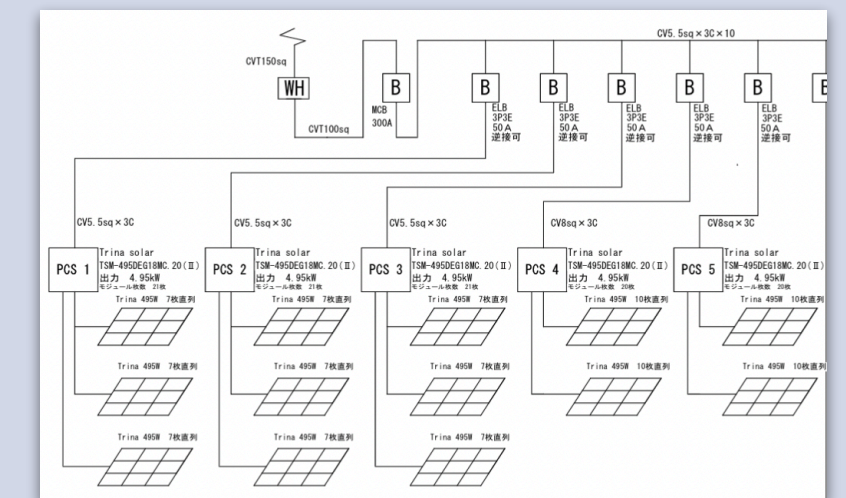 CV5.5sq×3C×10
CVT150sq
WH
B
B
B
B
B
B
MCB
300A
CVT100sq
ELB
3P3E
50A
逆接可
ELB
3P3E
50A
逆接可
ELB
3P3E
50A
逆接可
ELB
3P3E
50A
逆接可
ELB
3P3E
50A
逆接可
CV5.5sq×3C
CV5.5sq×3C
CV5.5sq×3C
CV8sq×3C
CV8sq×3C
PCS 1
Trina solar
TSM-495DEG18MC.20(Ⅱ)
出力 4.95kW
モジュール枚数 21枚
Trina 495W 7枚直列
Trina 495W 7枚直列
Trina 495W 7枚直列
PCS 2
Trina solar
TSM-495DEG18MC.20(Ⅱ)
出力 4.95kW
モジュール枚数 21枚
Trina 495W 7枚直列
Trina 495W 7枚直列
Trina 495W 7枚直列
PCS 3
Trina solar
TSM-495DEG18MC.20(Ⅱ)
出力 4.95kW
モジュール枚数 21枚
Trina 495W 7枚直列
Trina 495W 7枚直列
Trina 495W 7枚直列
PCS 4
Trina solar
TSM-495DEG18MC.20(Ⅱ)
出力 4.95kW
モジュール枚数 20枚
Trina 495W 10枚直列
Trina 495W 10枚直列
PCS 5
Trina solar
TSM-495DEG18MC.20(Ⅱ)
出力 4.95kW
モジュール枚数 20枚
Trina 495W 10枚直列
Trina 495W 10枚直列